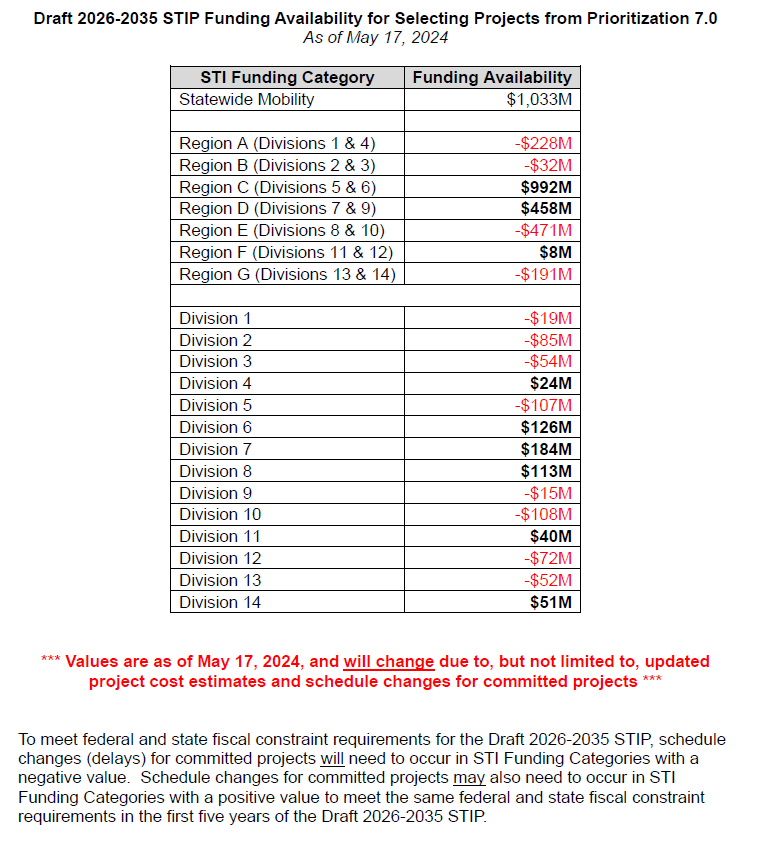 Draft 2026-2035 STIP Funding Availability for Selecting Projects from Prioritization 7.0
As of May 17, 2024
STI Funding Category Funding Availability
Statewide Mobility $1,033M
Region A (Divisions 1 & 4) -$228M
Region B (Divisions 2 & 3) -$32M
Region C (Divisions 5 & 6) $992M
Region D (Divisions 7 & 9) $458M
Region E (Divisions 8 & 10) -$471M
Region F (Divisions 11 & 12) $8M
Region G (Divisions 13 & 14) -$191M
Division 1 -$19M
Division 2 -$85M
Division 3 -$54M
Division 4 $24M
Division 5 -$107M
Division 6 $126M
Division 7 $184M
Division 8 $113M
Division 9 -$15M
Division 10 -$108M
Division 11 $40M
Division 12 -$72M
Division 13 -$52M
Division 14 $51M
*** Values are as of May 17, 2024, and will change due to, but not limited to, updated
project cost estimates and schedule changes for committed projects ***
To meet federal and state fiscal constraint requirements for the Draft 2026-2035 STIP, schedule
changes (delays) for committed projects will need to occur in STI Funding Categories with a
negative value. Schedule changes for committed projects may also need to occur in STI
Funding Categories with a positive value to meet the same federal and state fiscal constraint
requirements in the first five years of the Draft 2026-2035 STIP.